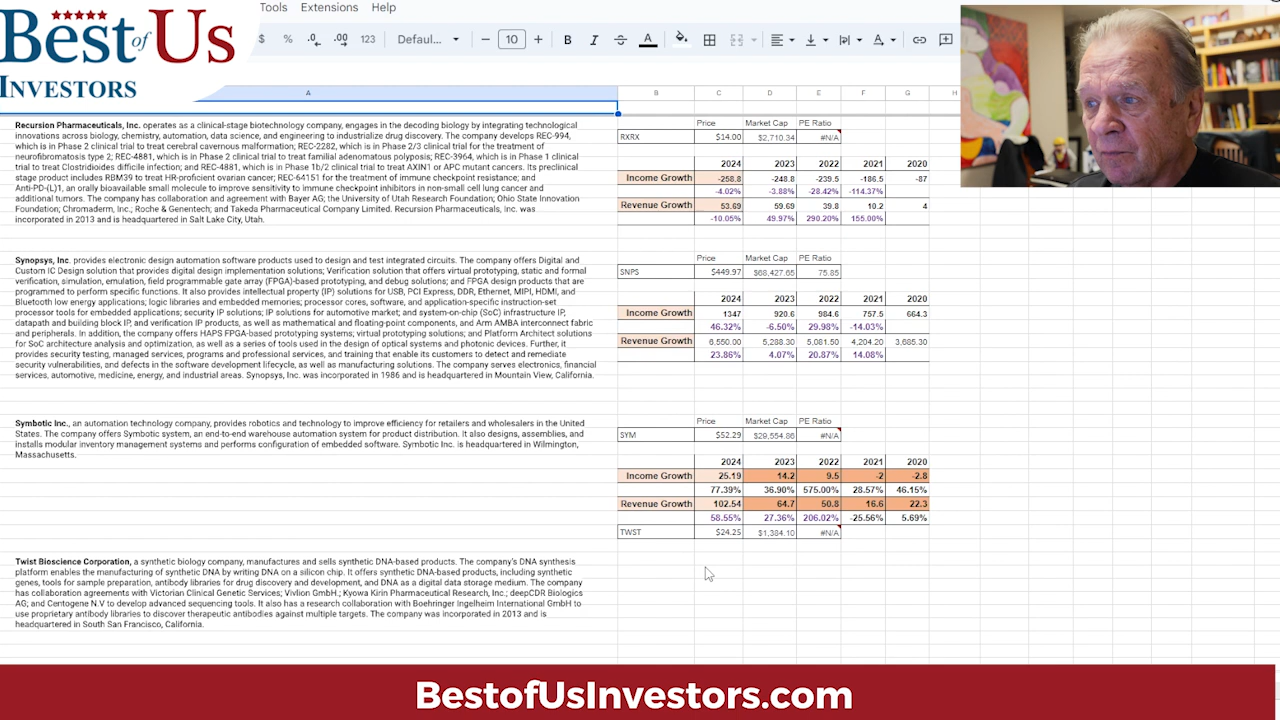 Best of Us
INVESTORS
Tools Extensions Help
$ % .0 .00 123 Defaul... 10 B I A
A B C D E F G H
Recursion Pharmaceuticals, Inc. operates as a clinical-stage biotechnology company, engages in the decoding biology by integrating technological
innovations across biology, chemistry, automation, data science, and engineering to industrialize drug discovery. The company develops REC-994,
which is in Phase 2 clinical trial to treat cerebral cavernous malformation; REC-2282, which is in Phase 2/3 clinical trial for the treatment of
neurofibromatosis type 2; REC-4881, which is in Phase 2 clinical trial to treat familial adenomatous polyposis; REC-3964, which is in Phase 1 clinical
trial to treat Clostridioides difficile infection; and REC-4881, which is in Phase 1b/2 clinical trial to treat AXIN1 or APC mutant cancers. Its preclinical
stage product includes RBM39 to treat HR-proficient ovarian cancer; REC-64151 for the treatment of immune checkpoint resistance; and
Anti-PD-(L)1, an orally bioavailable small molecule to improve sensitivity to immune checkpoint inhibitors in non-small cell lung cancer and
additional tumors. The company has collaboration and agreement with Bayer AG; the University of Utah Research Foundation; Ohio State Innovation
Foundation; Chromaderm, Inc.; Roche & Genentech; and Takeda Pharmaceutical Company Limited. Recursion Pharmaceuticals, Inc. was
incorporated in 2013 and is headquartered in Salt Lake City, Utah.
Price Market Cap PE Ratio
RXRX $14.00 $2,710.34 #N/A
2024 2023 2022 2021 2020
Income Growth -258.8 -248.8 -239.5 -186.5 -87
-4.02% -3.88% -28.42% -114.37%
Revenue Growth 53.69 59.69 39.8 10.2 4
-10.05% 49.97% 290.20% 155.00%
Synopsys, Inc. provides electronic design automation software products used to design and test integrated circuits. The company offers Digital and
Custom IC Design solution that provides digital design implementation solutions; Verification solution that offers virtual prototyping, static and formal
verification, simulation, emulation, field programmable gate array (FPGA)-based prototyping, and debug solutions; and FPGA design products that are
programmed to perform specific functions. It also provides intellectual property (IP) solutions for USB, PCI Express, DDR, Ethernet, MIPI, HDMI, and
Bluetooth low energy applications; logic libraries and embedded memories; processor cores, software, and application-specific instruction-set
processor tools for embedded applications; security IP solutions; IP solutions for automotive market; and system-on-chip (SoC) infrastructure IP,
datapath and building block IP, and verification IP products, as well as mathematical and floating-point components, and Arm AMBA interconnect fabric
and peripherals. In addition, the company offers HAPS FPGA-based prototyping systems; virtual prototyping solutions; and Platform Architect solutions
for SoC architecture analysis and optimization, as well as a series of tools used in the design of optical systems and photonic devices. Further, it
provides security testing, managed services, programs and professional services, and training that enable its customers to detect and remediate
security vulnerabilities, and defects in the software development lifecycle, as well as manufacturing solutions. The company serves electronics, financial
services, automotive, medicine, energy, and industrial areas. Synopsys, Inc. was incorporated in 1986 and is headquartered in Mountain View, California.
Price Market Cap PE Ratio
SNPS $449.97 $68,427.65 75.85
2024 2023 2022 2021 2020
Income Growth 1347 920.6 984.6 757.5 664.3
46.32% -6.50% 29.98% -14.03%
Revenue Growth 6,550.00 5,288.30 5,081.50 4,204.20 3,685.30
23.86% 4.07% 20.87% 14.08%
Symbotic Inc., an automation technology company, provides robotics and technology to improve efficiency for retailers and wholesalers in the United
States. The company offers Symbotic system, an end-to-end warehouse automation system for product distribution. It also designs, assembles, and
installs modular inventory management systems and performs configuration of embedded software. Symbotic Inc. is headquartered in Wilmington,
Massachusetts.
Price Market Cap PE Ratio
SYM $52.29 $29,554.86 #N/A
2024 2023 2022 2021 2020
Income Growth 25.19 14.2 9.5 -2 -2.8
77.39% 36.90% 575.00% 28.57% 46.15%
Revenue Growth 102.54 64.7 50.8 16.6 22.3
58.55% 27.36% 206.02% -25.56% 5.69%
TWST $24.25 $1,384.10 #N/A
Twist Bioscience Corporation, a synthetic biology company, manufactures and sells synthetic DNA-based products. The company's DNA synthesis
platform enables the manufacturing of synthetic DNA by writing DNA on a silicon chip. It offers synthetic DNA-based products, including synthetic
genes, tools for sample preparation, antibody libraries for drug discovery and development, and DNA as a digital data storage medium. The company
has collaboration agreements with Victorian Clinical Genetic Services; Vivlion GmbH.; Kyowa Kirin Pharmaceutical Research, Inc.; deepCDR Biologics
AG; and Centogene N.V to develop advanced sequencing tools. It also has a research collaboration with Boehringer Ingelheim International GmbH to
use proprietary antibody libraries to discover therapeutic antibodies against multiple targets. The company was incorporated in 2013 and is
headquartered in South San Francisco, California.
BestofUsInvestors.com